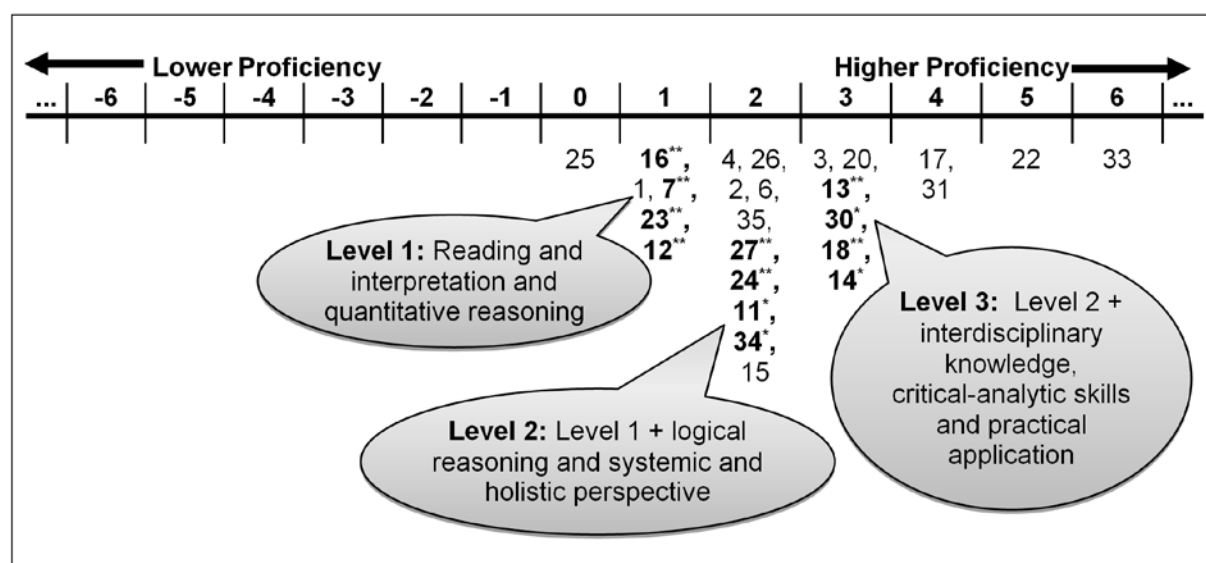 Lower Proficiency Higher Proficiency
... -6 -5 -4 -3 -2 -1 0 1 2 3 4 5 6 ...
25 16**, 4, 26, 3, 20, 17, 22 33
1, 7**, 2, 6, 13**, 31
23**, 35, 30*,
12** 27**, 18**,
24**, 14*
11*,
34*,
15
Level 1: Reading and
interpretation and
quantitative reasoning
Level 2: Level 1 + logical
reasoning and systemic and
holistic perspective
Level 3: Level 2 +
interdisciplinary
knowledge,
critical-analytic skills
and practical
application